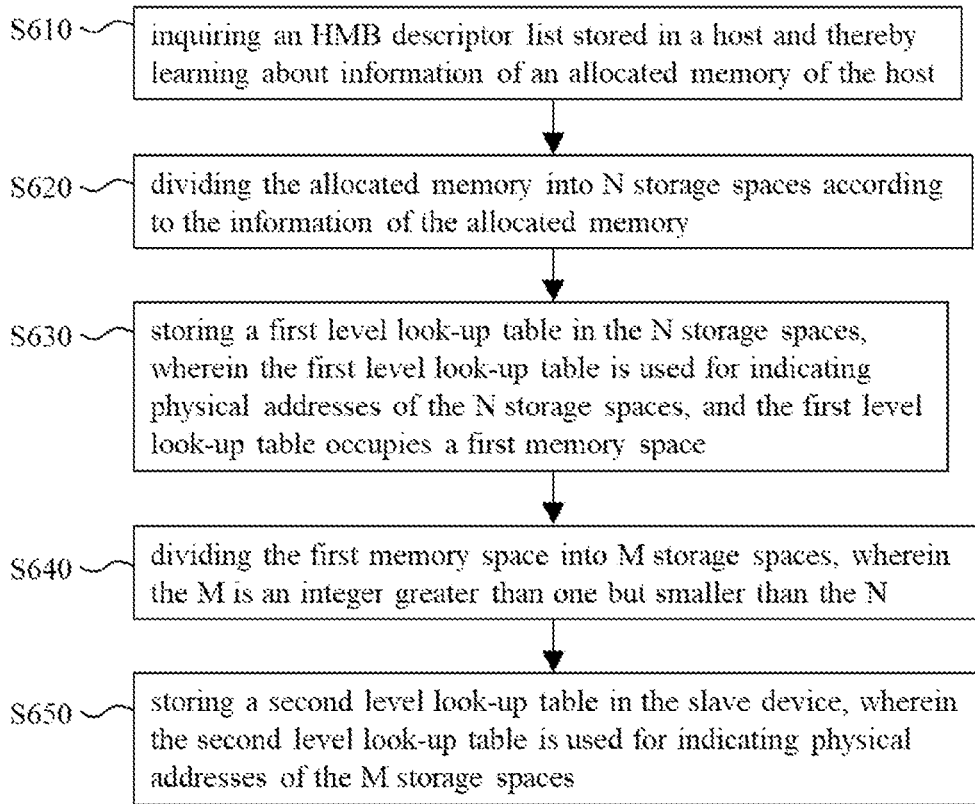 S610
inquiring an HMB descriptor list stored in a host and thereby
learning about information of an allocated memory of the host
S620
dividing the allocated memory into N storage spaces according
to the information of the allocated memory
S630
storing a first level look-up table in the N storage spaces,
wherein the first level look-up table is used for indicating
physical addresses of the N storage spaces, and the first level
look-up table occupies a first memory space
S640
dividing the first memory space into M storage spaces, wherein
the M is an integer greater than one but smaller than the N
S650
storing a second level look-up table in the slave device, wherein
the second level look-up table is used for indicating physical
addresses of the M storage spaces